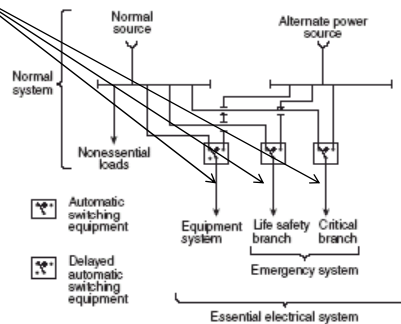 Normal
source
Alternate power
source
Normal
system
Nonessential
loads
Automatic
switching
equipment
Equipment
system
Life safety
branch
Critical
branch
Emergency system
Delayed
automatic
switching
equipment
Essential electrical system